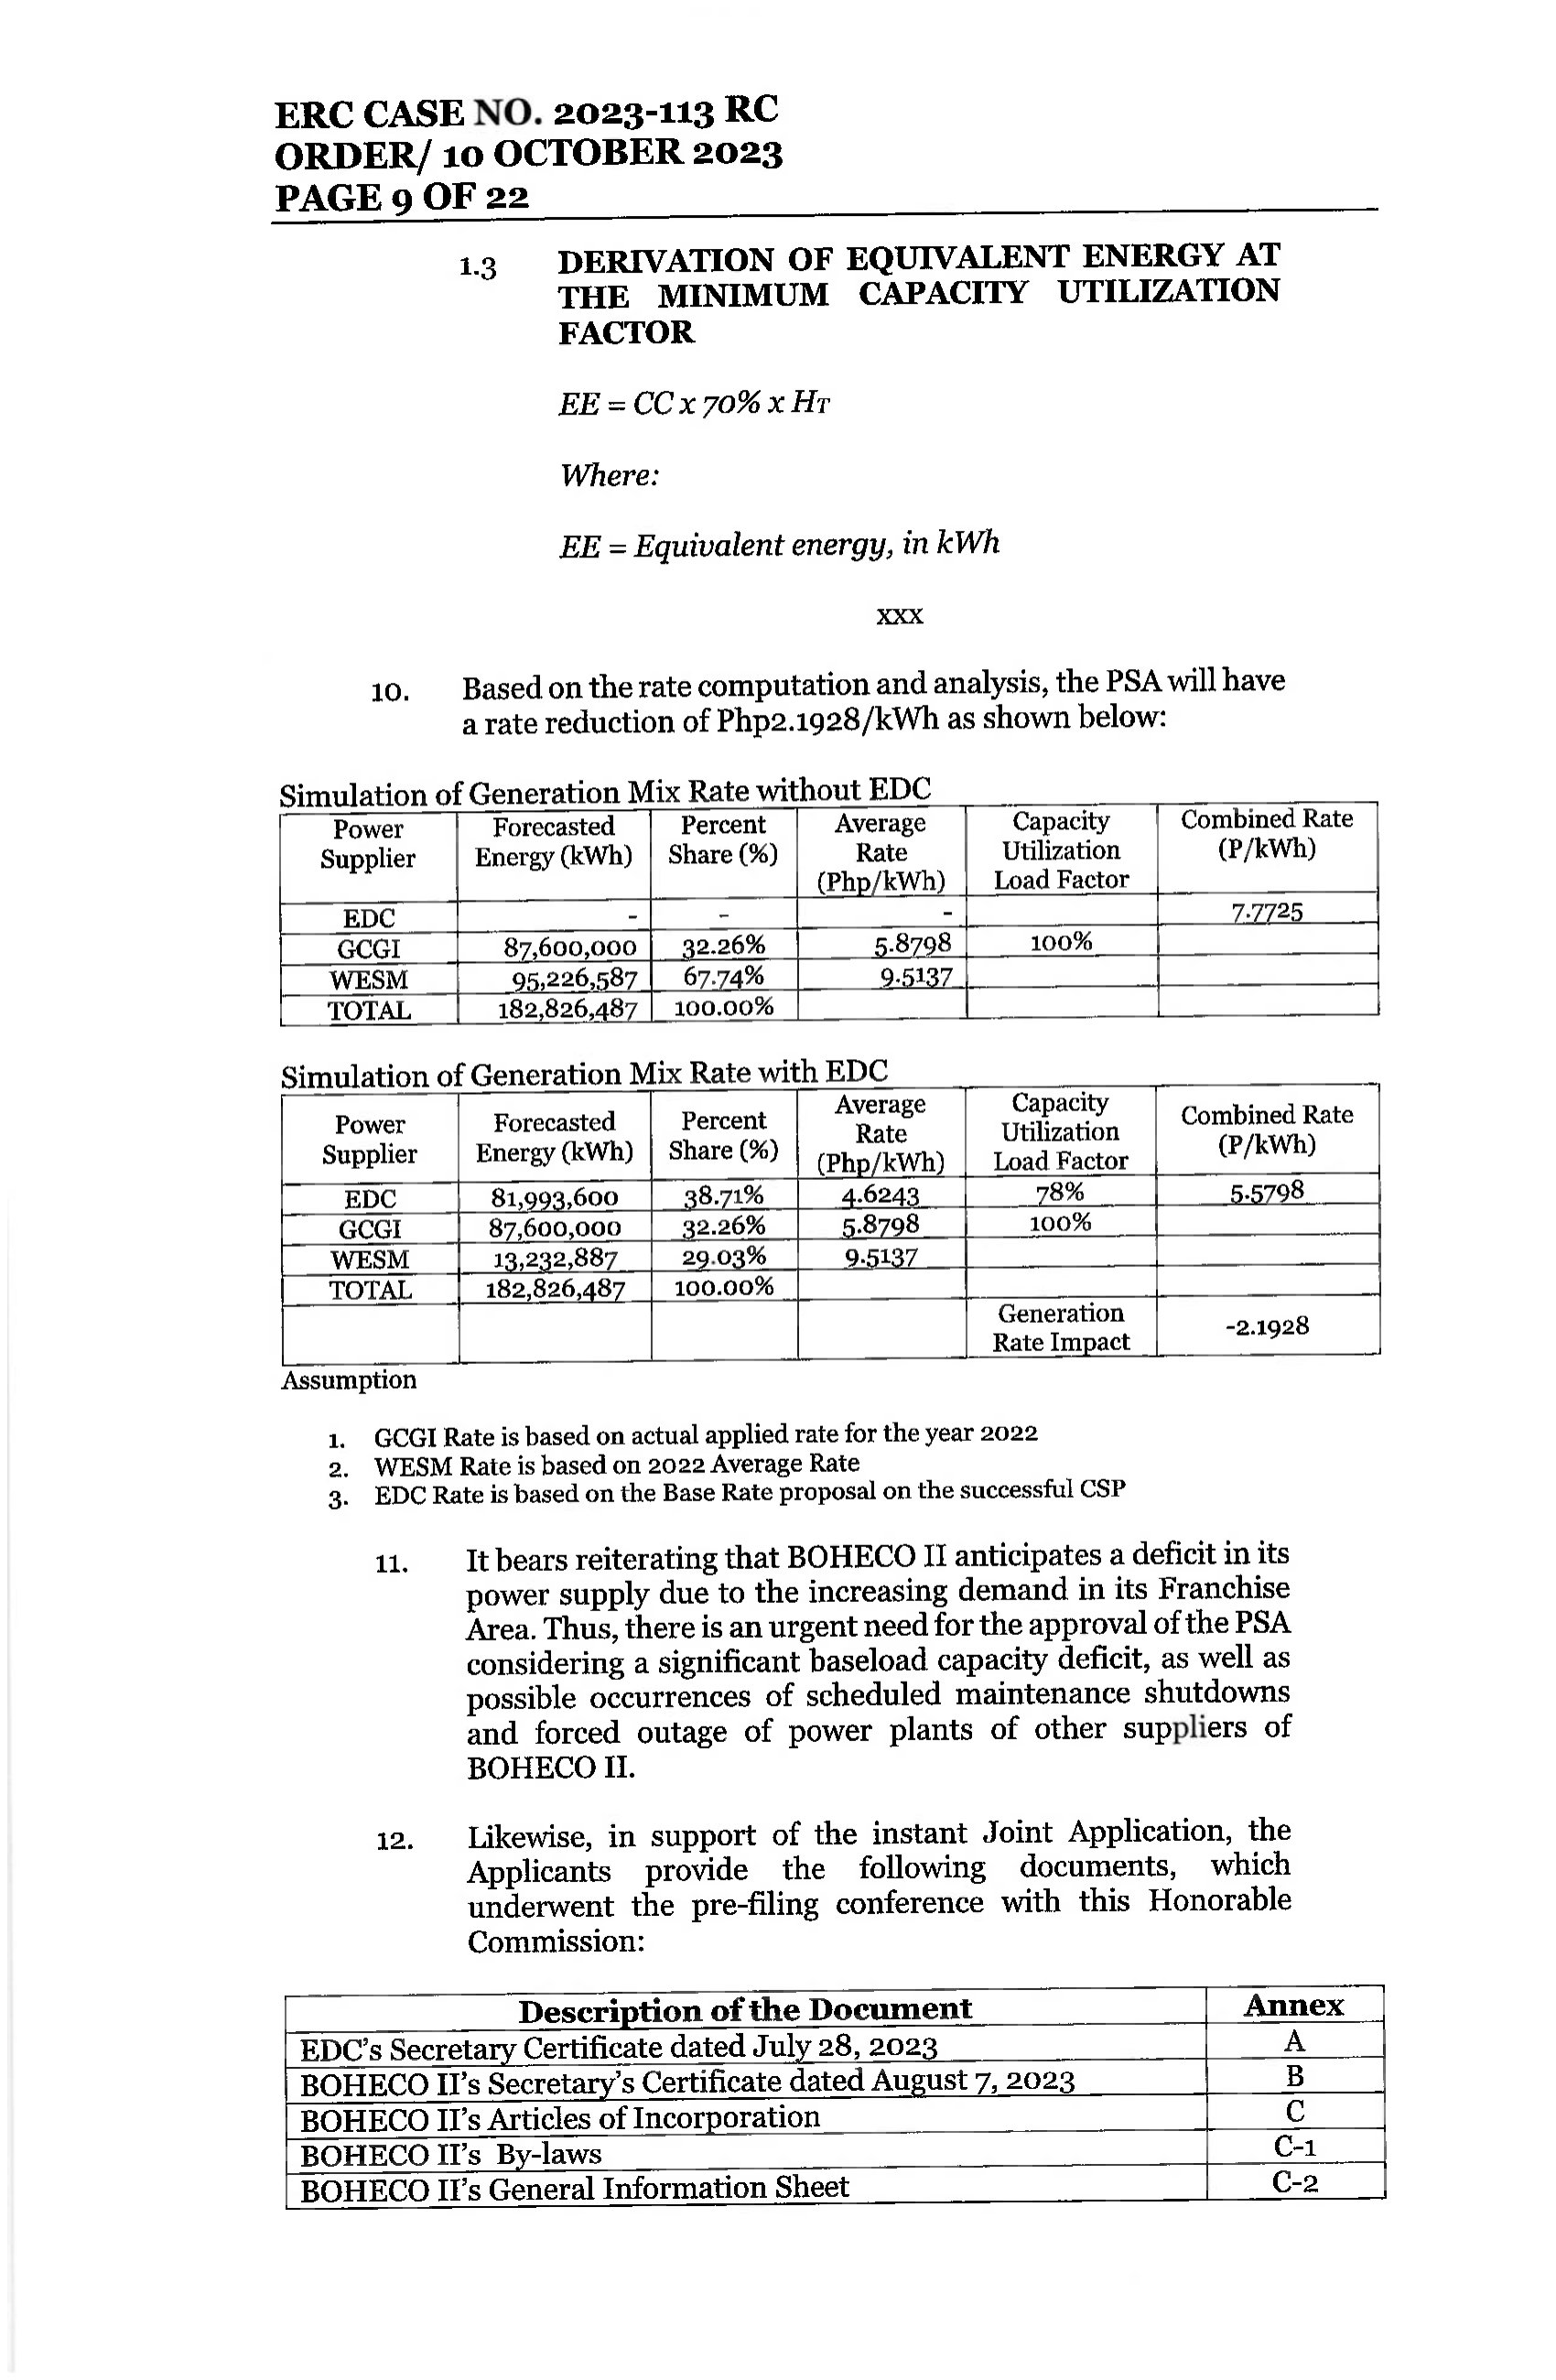 ERC CASE NO. 2023-113 RC
ORDER/ 10 OCTOBER 2023
PAGE 9 OF 22
1.3 DERIVATION OF EQUIVALENT ENERGY AT
THE MINIMUM CAPACITY UTILIZATION
FACTOR
EE = CC x 70% x HT
Where:
EE = Equivalent energy, in kWh
xxx
10. Based on the rate computation and analysis, the PSA will have
a rate reduction of Php2.1928/kWh as shown below:
Simulation of Generation Mix Rate without EDC
Power Supplier Forecasted Energy (kWh) Percent Share (%) Average Rate (Php/kWh) Capacity Utilization Load Factor Combined Rate (P/kWh)
EDC - - - 7.7725
GCGI 87,600,000 32.26% 5.8798 100%
WESM 95,226,587 67.74% 9.5137
TOTAL 182,826,487 100.00%
Simulation of Generation Mix Rate with EDC
Power Supplier Forecasted Energy (kWh) Percent Share (%) Average Rate (Php/kWh) Capacity Utilization Load Factor Combined Rate (P/kWh)
EDC 81,993,600 38.71% 4.6243 78% 5.5798
GCGI 87,600,000 32.26% 5.8798 100%
WESM 13,232,887 29.03% 9.5137
TOTAL 182,826,487 100.00%
Generation Rate Impact -2.1928
Assumption
1. GCGI Rate is based on actual applied rate for the year 2022
2. WESM Rate is based on 2022 Average Rate
3. EDC Rate is based on the Base Rate proposal on the successful CSP
11. It bears reiterating that BOHECO II anticipates a deficit in its
power supply due to the increasing demand in its Franchise
Area. Thus, there is an urgent need for the approval of the PSA
considering a significant baseload capacity deficit, as well as
possible occurrences of scheduled maintenance shutdowns
and forced outage of power plants of other suppliers of
BOHECO II.
12. Likewise, in support of the instant Joint Application, the
Applicants provide the following documents, which
underwent the pre-filing conference with this Honorable
Commission:
Description of the Document Annex
EDC's Secretary Certificate dated July 28, 2023 A
BOHECO II's Secretary's Certificate dated August 7, 2023 B
BOHECO II's Articles of Incorporation C
BOHECO II's By-laws C-1
BOHECO II's General Information Sheet C-2